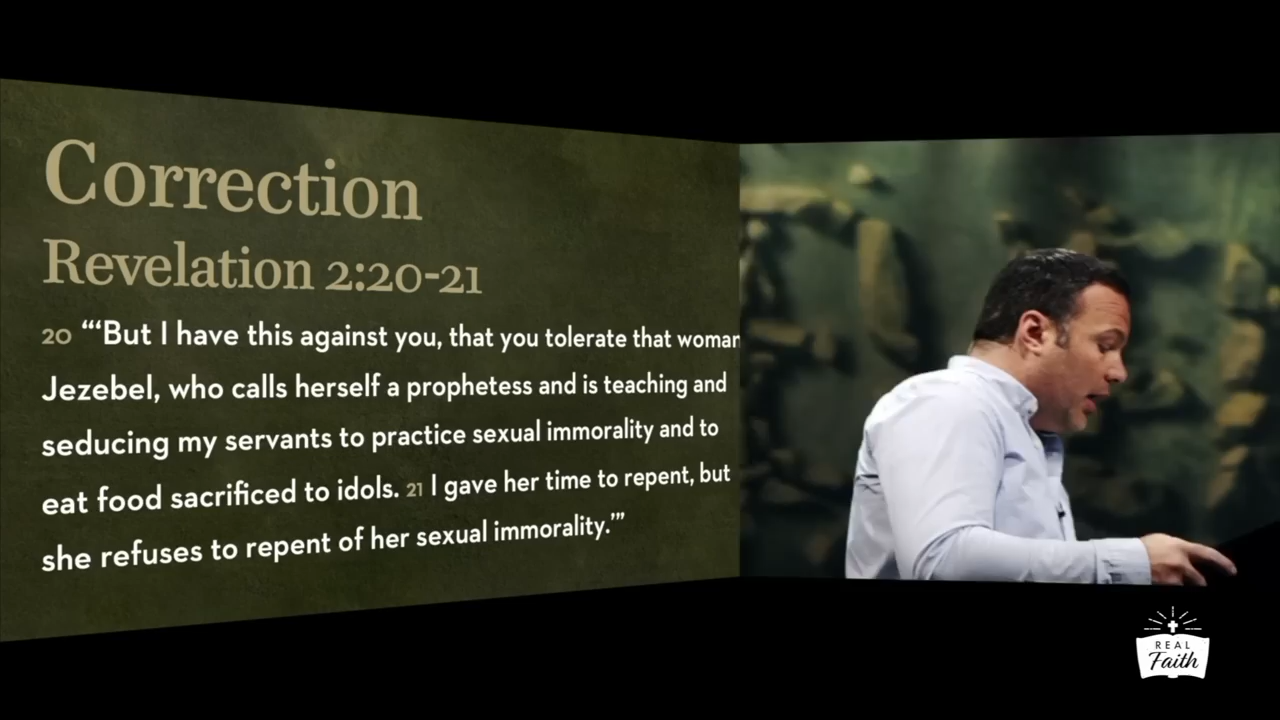 Correction
Revelation 2:20-21
20 “‘But I have this against you, that you tolerate that woman
Jezebel, who calls herself a prophetess and is teaching and
seducing my servants to practice sexual immorality and to
eat food sacrificed to idols. 21 I gave her time to repent, but
she refuses to repent of her sexual immorality.’”
REAL
Faith